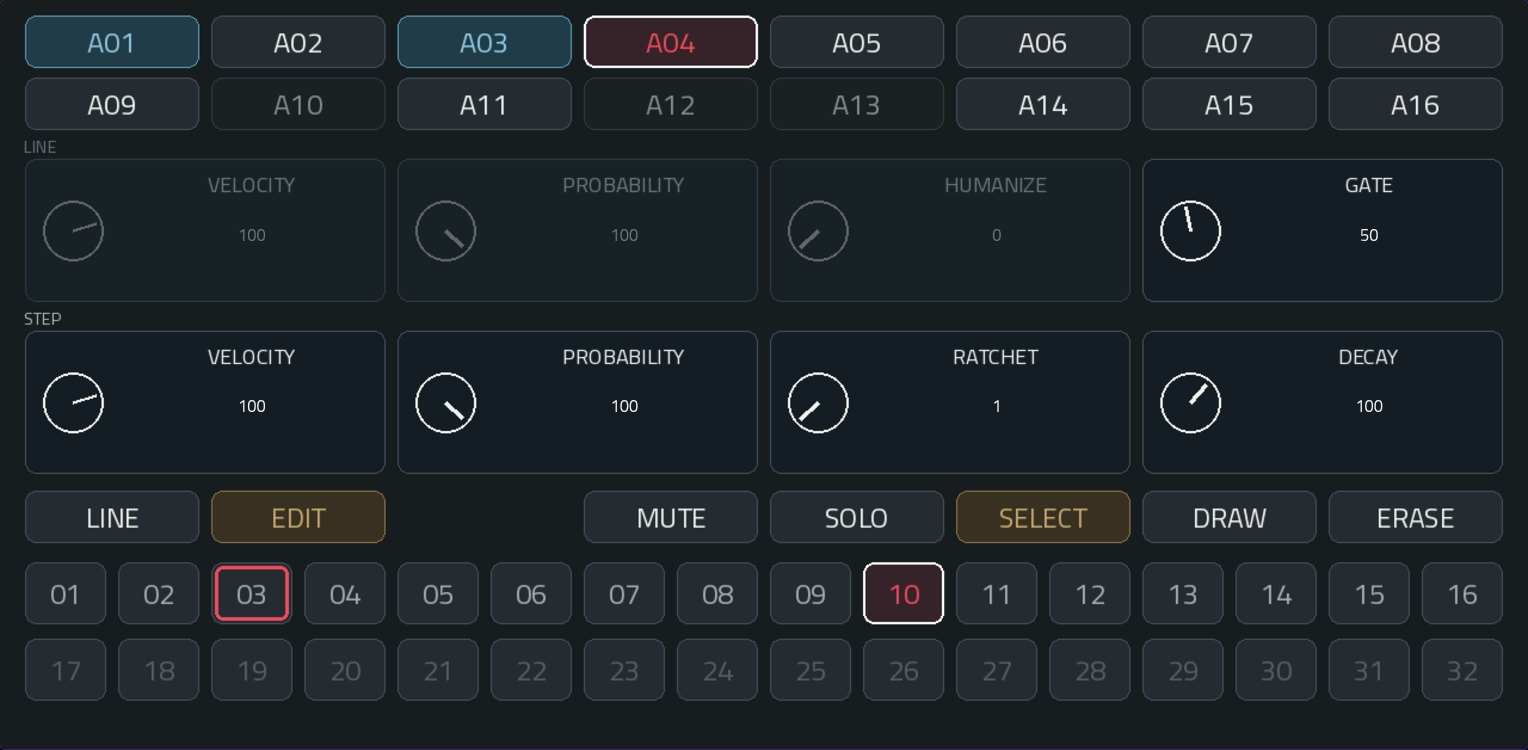 A01 A02 A03 A04 A05 A06 A07 A08
A09 A10 A11 A12 A13 A14 A15 A16
LINE
VELOCITY PROBABILITY HUMANIZE GATE
100 100 0 50
STEP
VELOCITY PROBABILITY RATCHET DECAY
100 100 1 100
LINE EDIT MUTE SOLO SELECT DRAW ERASE
01 02 03 04 05 06 07 08 09 10 11 12 13 14 15 16
17 18 19 20 21 22 23 24 25 26 27 28 29 30 31 32